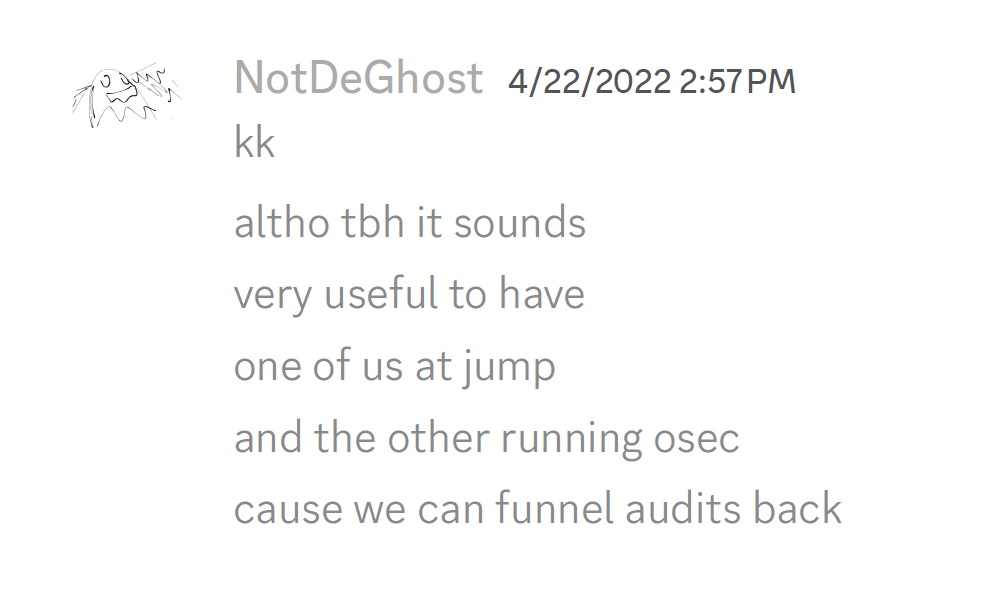 NotDeGhost 4/22/2022 2:57 PM
kk
altho tbh it sounds
very useful to have
one of us at jump
and the other running osec
cause we can funnel audits back